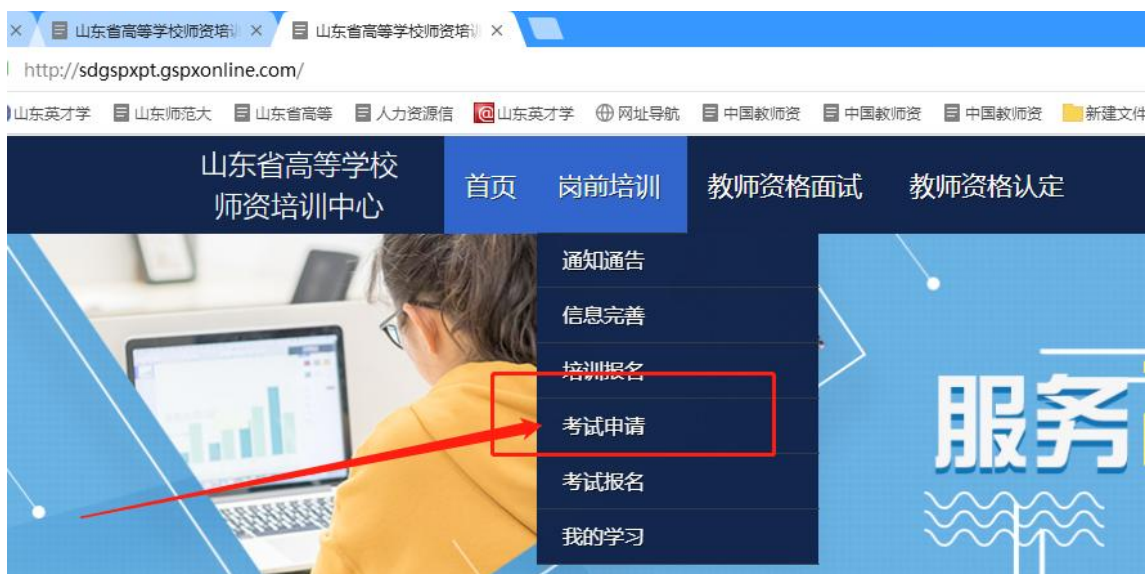 山东省高等学校师资培训
山东省高等学校师资培训
http://sdgspxpt.gspxonline.com/
山东英才学 山东师范大 山东省高等 人力资源信 山东英才学 网址导航 中国教师资 中国教师资 中国教师资 新建文件
山东省高等学校
师资培训中心
首页 岗前培训 教师资格面试 教师资格认定
通知通告
信息完善
培训报名
考试申请
考试报名
我的学习
服务